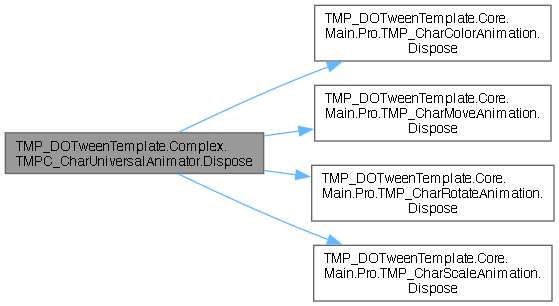 TMP_DOTweenTemplate.Complex.
TMPC_CharUniversalAnimator.Dispose
TMP_DOTweenTemplate.Core.
Main.Pro.TMP_CharColorAnimation.
Dispose
TMP_DOTweenTemplate.Core.
Main.Pro.TMP_CharMoveAnimation.
Dispose
TMP_DOTweenTemplate.Core.
Main.Pro.TMP_CharRotateAnimation.
Dispose
TMP_DOTweenTemplate.Core.
Main.Pro.TMP_CharScaleAnimation.
Dispose